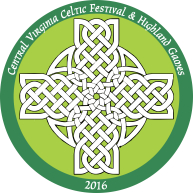 Central Virginia Celtic Festival & Highland Games
2016